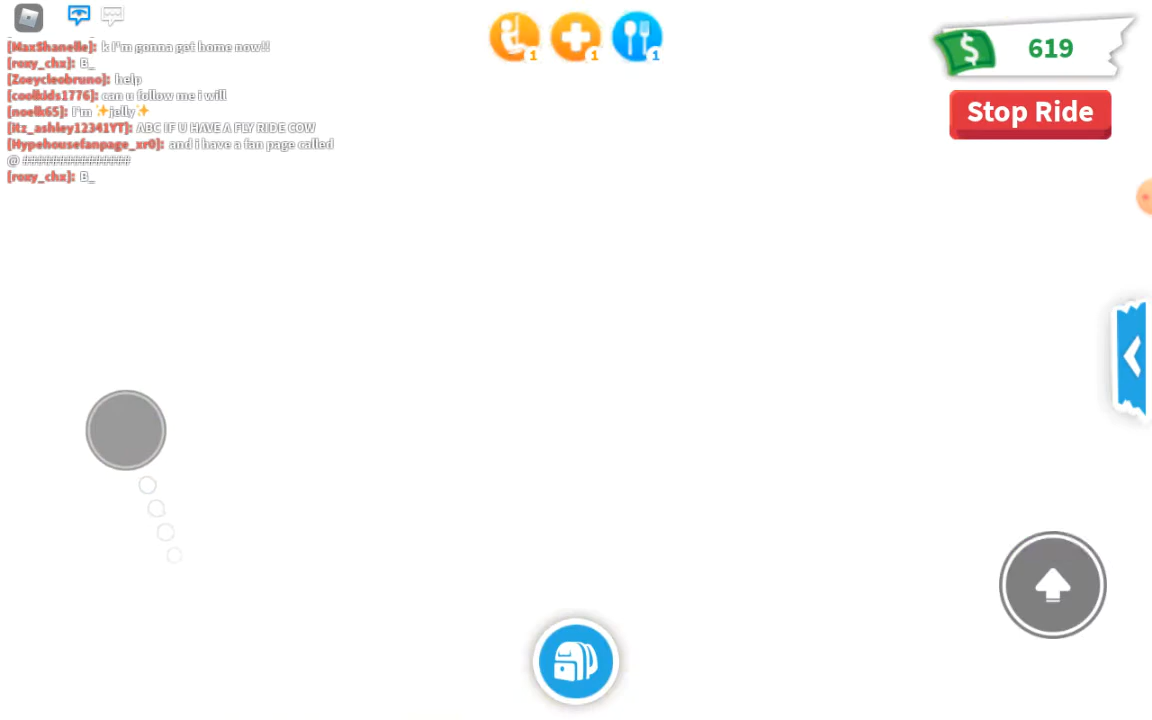 [MaxShanelle]: k I'm gonna get home now!!
[roxy_chx]: B_
[Zoeycleobruno]: help
[coolkids1776]: can u follow me i will
[noelk65]: I'm ✨jelly✨
[Itz_ashley12341YT]: ABC IF U HAVE A FLY RIDE COW
[Hypehousefanpage_xr0]: and i have a fan page called
@ ###############
[roxy_chx]: B_
1
1
1
$ 619
Stop Ride